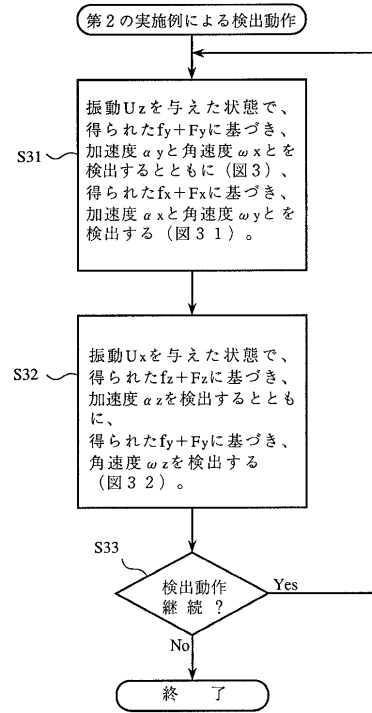 第２の実施例による検出動作
S31
振動Uzを与えた状態で、
得られたfy+Fyに基づき、
加速度αyと角速度ωxとを
検出するとともに（図３）、
得られたfx+Fxに基づき、
加速度αxと角速度ωyとを
検出する（図３１）。
S32
振動Uxを与えた状態で、
得られたfz+Fzに基づき、
加速度αzを検出するととも
に、
得られたfy+Fyに基づき、
角速度ωzを検出する
（図３２）。
S33
検出動作
継続？
Yes
No
終　了